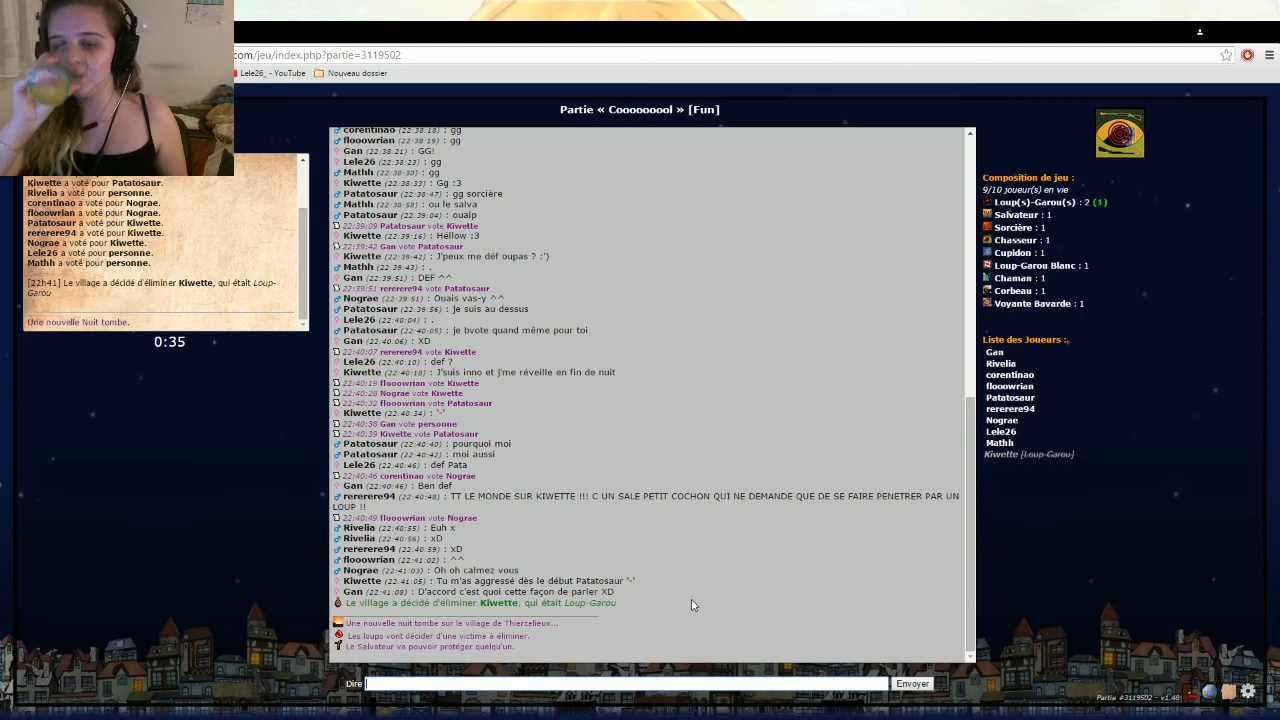 com/jeu/index.php?partie=3119502
Lele26_ - YouTube
Nouveau dossier
Partie « Cooooooool » [Fun]
Kiwette a voté pour Patatosaur.
Rivelia a voté pour personne.
corentinao a voté pour Nograe.
flooowrian a voté pour Nograe.
Patatosaur a voté pour Kiwette.
rererere94 a voté pour Kiwette.
Nograe a voté pour Kiwette.
Lele26 a voté pour personne.
Mathh a voté pour personne.
[22h41] Le village a décidé d'éliminer Kiwette, qui était Loup-
Garou
Une nouvelle Nuit tombe.
0:35
corentinao (22:38:18) : gg
flooowrian (22:38:19) : gg
Gan (22:38:21) : GG!
Lele26 (22:38:23) : gg
Mathh (22:38:30) : gg
Kiwette (22:38:33) : Gg :3
Patatosaur (22:38:47) : gg sorcière
Mathh (22:38:58) : ou le salva
Patatosaur (22:39:04) : oualp
22:39:09 Patatosaur vote Kiwette
Kiwette (22:39:16) : Héllow :3
22:39:42 Gan vote Patatosaur
Kiwette (22:39:42) : J'peux me déf oupas ? :')
Mathh (22:39:43) : .
Gan (22:39:51) : DEF ^^
22:39:51 rererere94 vote Patatosaur
Nograe (22:39:51) : Ouais vas-y ^^
Patatosaur (22:39:56) : je suis au dessus
Lele26 (22:40:04) : .
Patatosaur (22:40:05) : je bvote quand même pour toi
Gan (22:40:06) : XD
22:40:07 rererere94 vote Kiwette
Lele26 (22:40:10) : def ?
Kiwette (22:40:18) : J'suis inno et j'me réveille en fin de nuit
22:40:19 flooowrian vote Kiwette
22:40:28 Nograe vote Kiwette
22:40:32 flooowrian vote Patatosaur
Kiwette (22:40:34) : '-'
22:40:38 Gan vote personne
22:40:39 Kiwette vote Patatosaur
Patatosaur (22:40:40) : pourquoi moi
Patatosaur (22:40:42) : moi aussi
Lele26 (22:40:46) : def Pata
22:40:46 corentinao vote Nograe
Gan (22:40:46) : Ben def
rererere94 (22:40:48) : TT LE MONDE SUR KIWETTE !!! C UN SALE PETIT COCHON QUI NE DEMANDE QUE DE SE FAIRE PENETRER PAR UN
LOUP !!
22:40:49 flooowrian vote Nograe
Rivelia (22:40:55) : Euh x
Rivelia (22:40:56) : xD
rererere94 (22:40:59) : xD
flooowrian (22:41:02) : ^^
Nograe (22:41:03) : Oh oh calmez vous
Kiwette (22:41:05) : Tu m'as aggressé dès le début Patatosaur '-'
Gan (22:41:08) : D'accord c'est quoi cette façon de parler XD
Le village a décidé d'éliminer Kiwette, qui était Loup-Garou
Une nouvelle nuit tombe sur le village de Thiercelieux...
Les loups vont décider d'une victime à éliminer.
Le Salvateur va pouvoir protéger quelqu'un.
Dire
Envoyer
Composition de jeu :
9/10 joueur(s) en vie
Loup(s)-Garou(s) : 2 (1)
Salvateur : 1
Sorcière : 1
Chasseur : 1
Cupidon : 1
Loup-Garou Blanc : 1
Chaman : 1
Corbeau : 1
Voyante Bavarde : 1
Liste des Joueurs :
Gan
Rivelia
corentinao
flooowrian
Patatosaur
rererere94
Nograe
Lele26
Mathh
Kiwette [Loup-Garou]
Partie #3119502 - v1.48